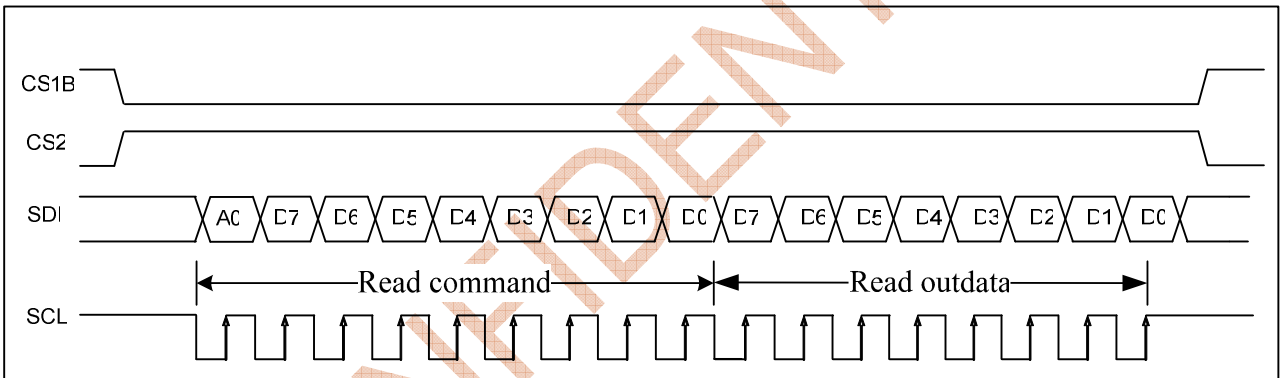 CS1B
CS2
SDI
A0 D7 D6 D5 D4 D3 D2 D1 D0 D7 D6 D5 D4 D3 D2 D1 D0
Read command
Read outdata
SCL